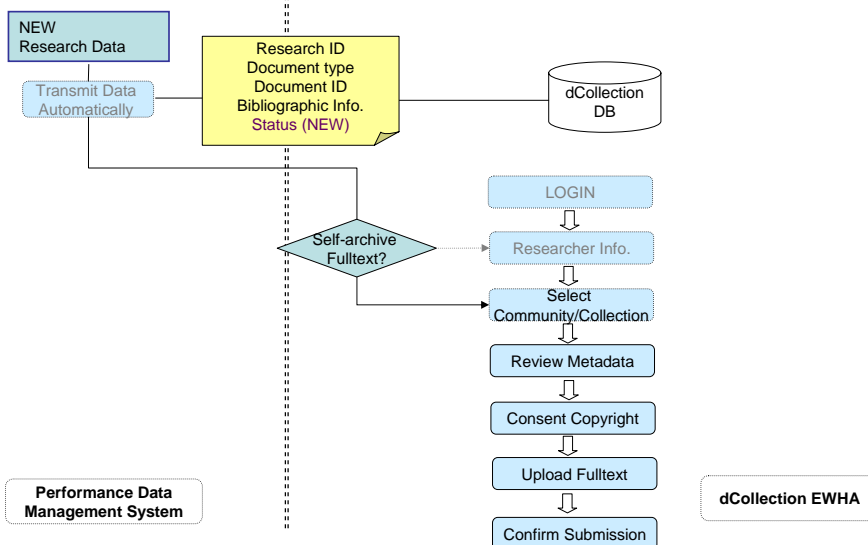 NEW
Research Data
Transmit Data
Automatically
Research ID
Document type
Document ID
Bibliographic Info.
Status (NEW)
dCollection
DB
LOGIN
Self-archive
Fulltext?
Researcher Info.
Select
Community/Collection
Review Metadata
Consent Copyright
Upload Fulltext
Confirm Submission
Performance Data
Management System
dCollection EWHA